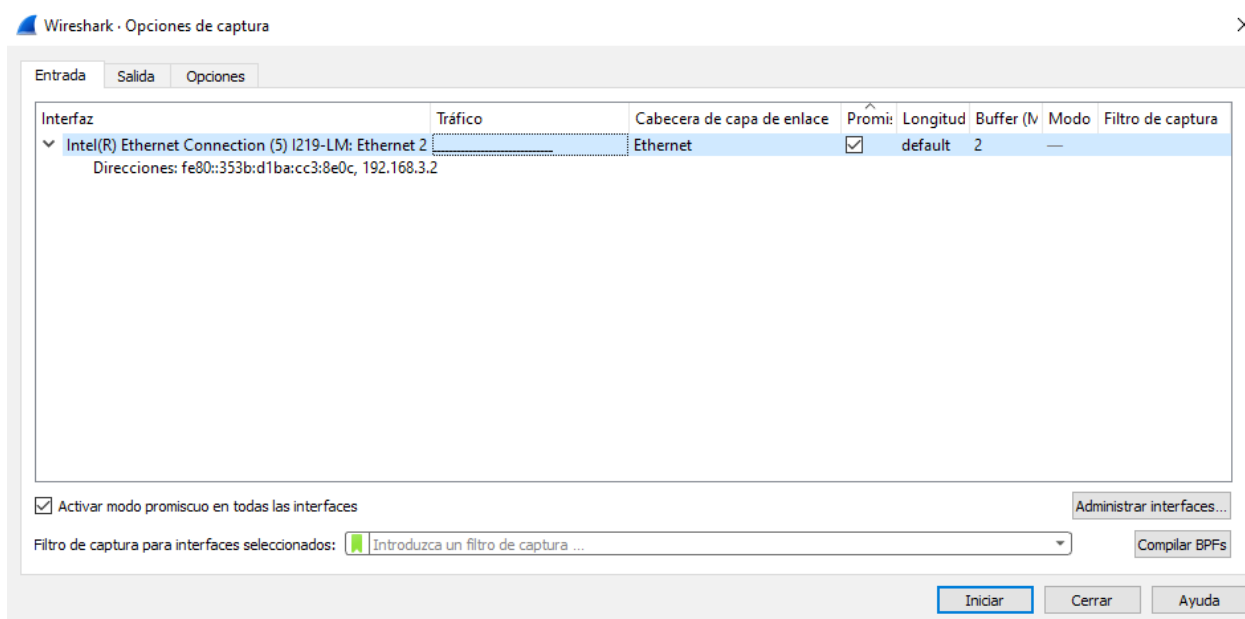 Wireshark · Opciones de captura
Entrada Salida Opciones
Interfaz Tráfico Cabecera de capa de enlace Promi: Longitud Buffer (M Modo Filtro de captura
Intel(R) Ethernet Connection (5) I219-LM: Ethernet 2 Ethernet default 2 —
Direcciones: fe80::353b:d1ba:cc3:8e0c, 192.168.3.2
Activar modo promiscuo en todas las interfaces Administrar interfaces...
Filtro de captura para interfaces seleccionados: Introduzca un filtro de captura ... Compilar BPFs
Iniciar Cerrar Ayuda